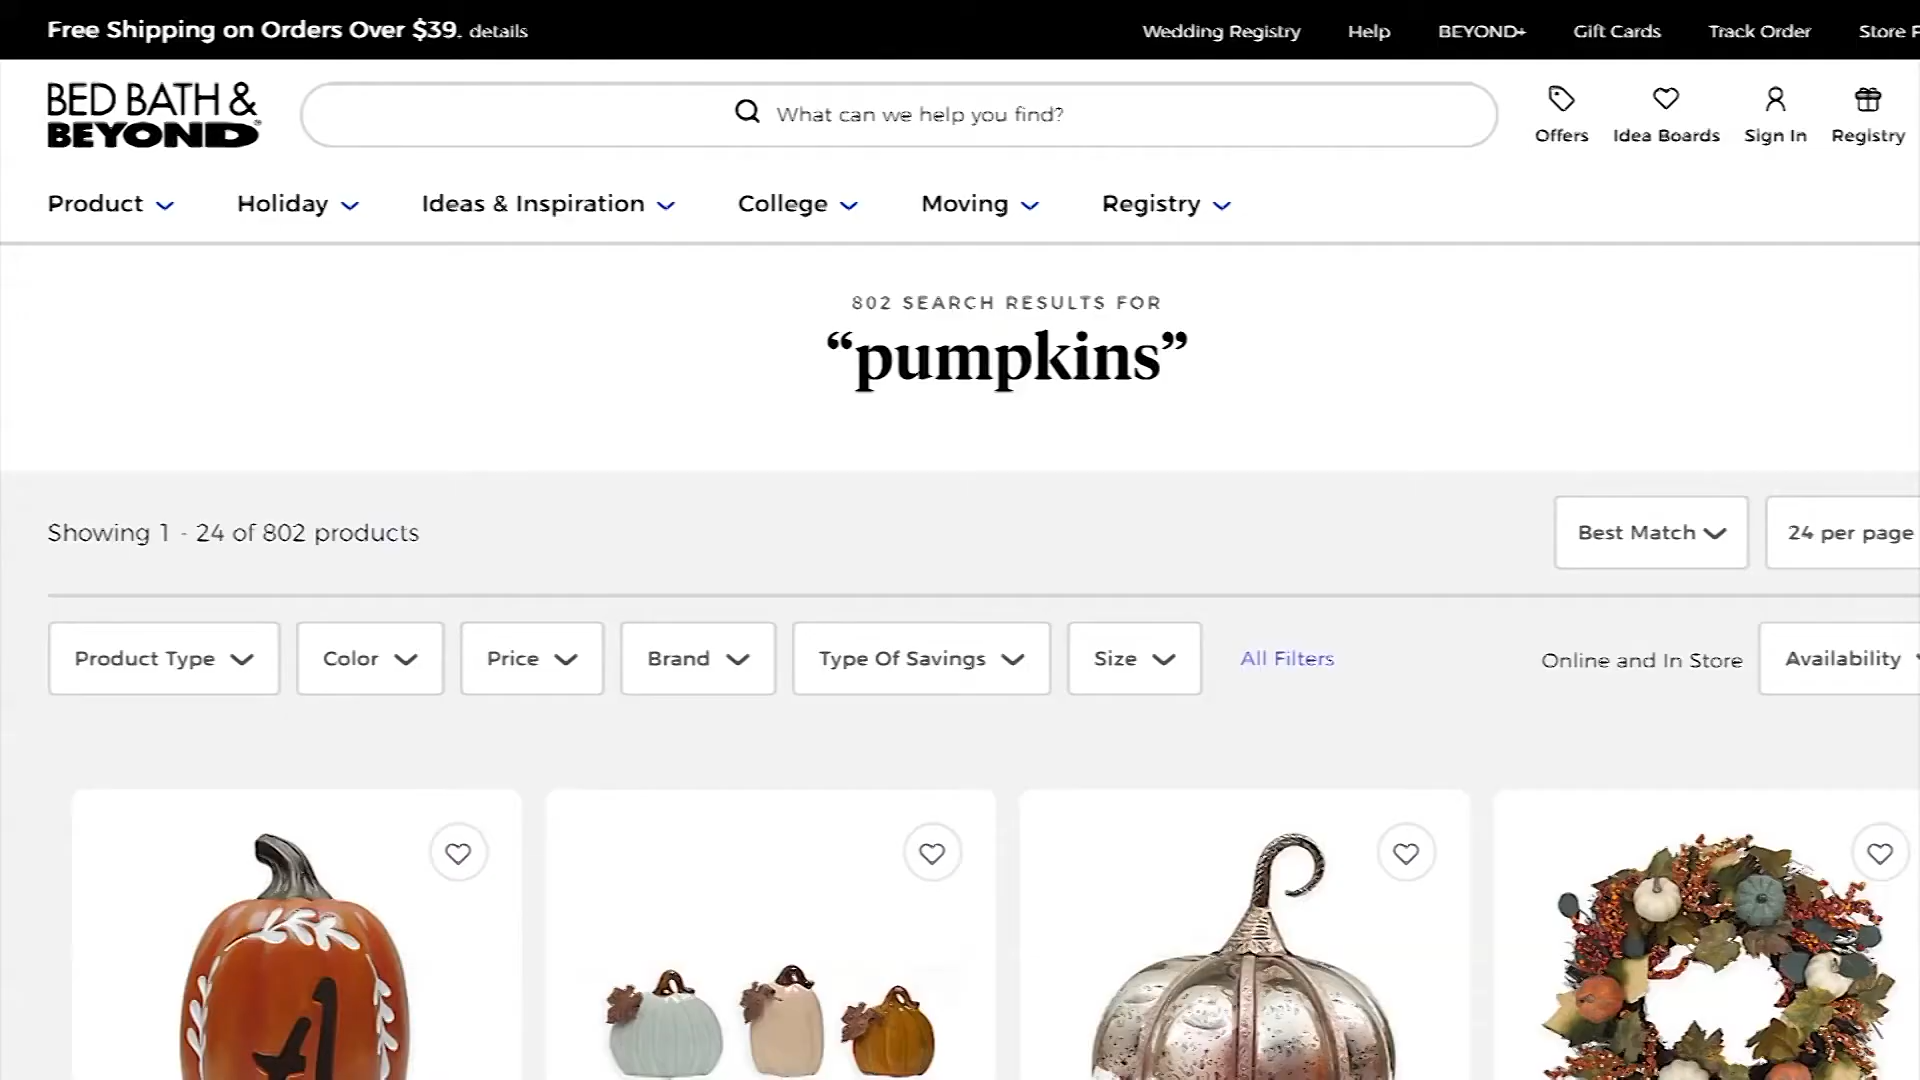 Free Shipping on Orders Over $39. details
Wedding Registry
Help
BEYOND+
Gift Cards
Track Order
Store
BED BATH &
BEYOND
What can we help you find?
Offers
Idea Boards
Sign In
Registry
Product
Holiday
Ideas & Inspiration
College
Moving
Registry
802 SEARCH RESULTS FOR
“pumpkins”
Showing 1 - 24 of 802 products
Best Match
24 per page
Product Type
Color
Price
Brand
Type Of Savings
Size
All Filters
Online and In Store
Availability